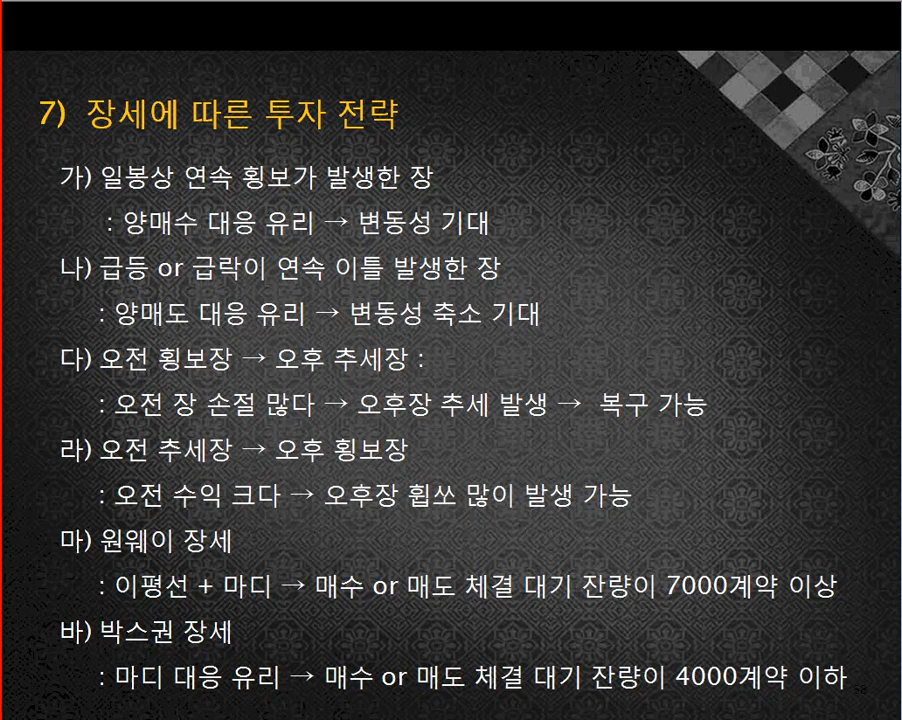 7) 장세에 따른 투자 전략
가) 일봉상 연속 횡보가 발생한 장
: 양매수 대응 유리 → 변동성 기대
나) 급등 or 급락이 연속 이틀 발생한 장
: 양매도 대응 유리 → 변동성 축소 기대
다) 오전 횡보장 → 오후 추세장 :
: 오전 장 손절 많다 → 오후장 추세 발생 → 복구 가능
라) 오전 추세장 → 오후 횡보장
: 오전 수익 크다 → 오후장 휩쏘 많이 발생 가능
마) 원웨이 장세
: 이평선 + 마디 → 매수 or 매도 체결 대기 잔량이 7000계약 이상
바) 박스권 장세
: 마디 대응 유리 → 매수 or 매도 체결 대기 잔량이 4000계약 이하